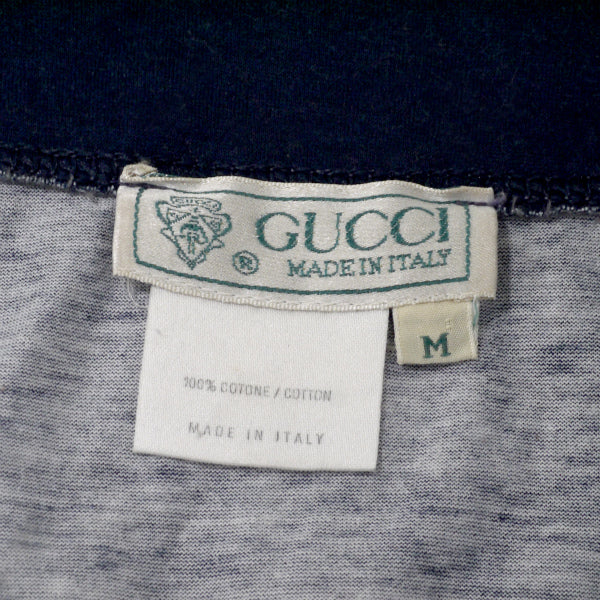 GUCCI
® MADE IN ITALY
M
100% COTONE / COTTON
MADE IN ITALY